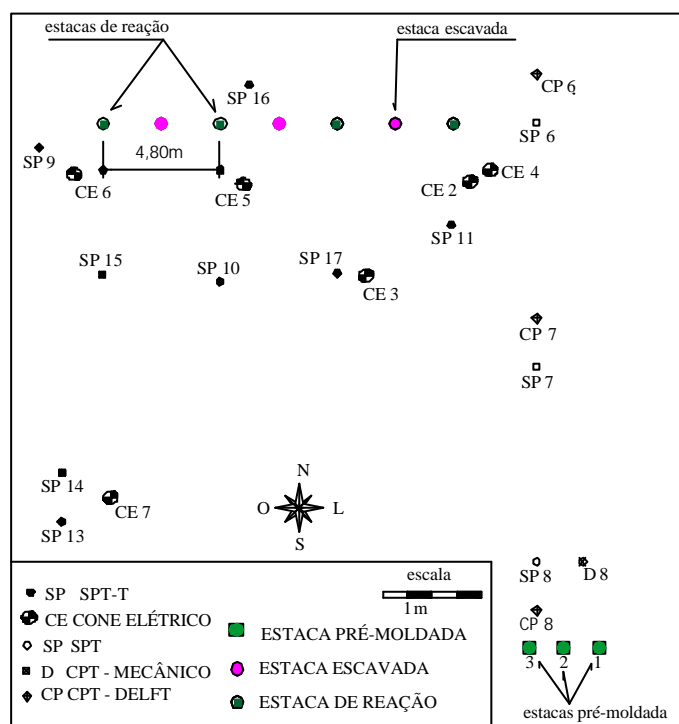 estacas de reação
estaca escavada
SP 16
CP 6
SP 6
SP 9
4,80m
CE 6
CE 5
CE 2
CE 4
SP 11
SP 15
SP 10
SP 17
CE 3
CP 7
SP 7
SP 14
CE 7
SP 13
N
O
L
S
SP 8
D 8
CP 8
escala
1 m
SP SPT-T
CE CONE ELÉTRICO
SP SPT
D CPT - MECÂNICO
CP CPT - DELFT
ESTACA PRÉ-MOLDADA
ESTACA ESCAVADA
ESTACA DE REAÇÃO
3 2 1
estacas pré-moldada